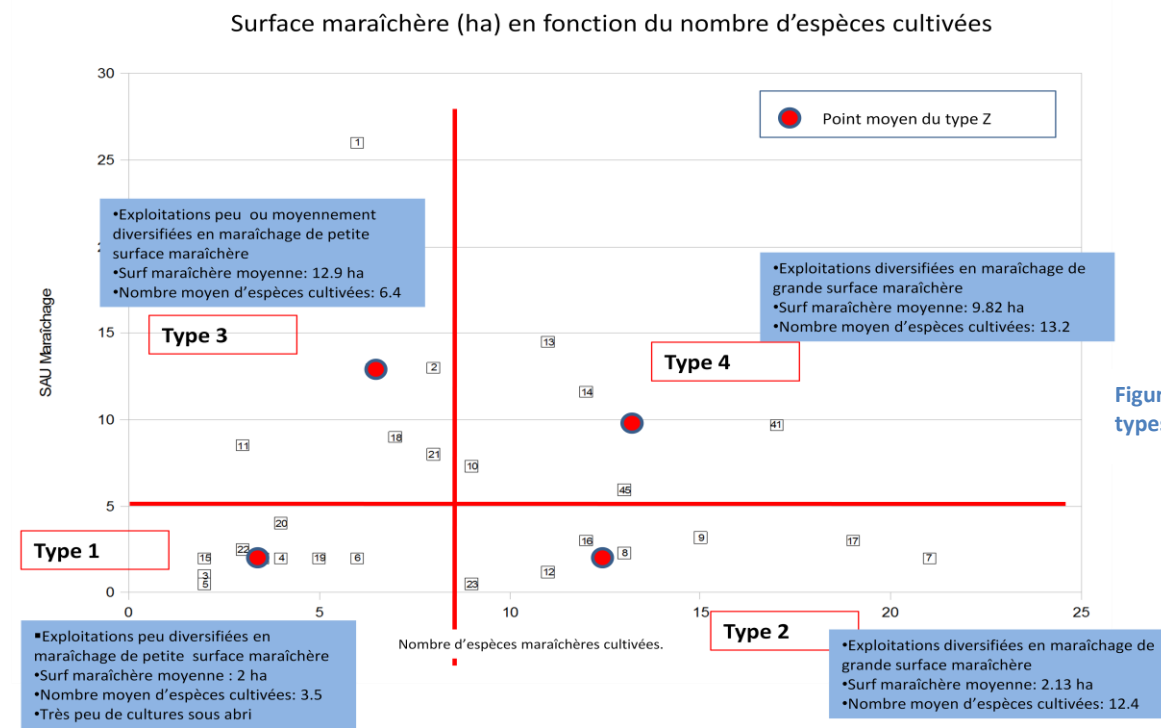 Surface maraîchère (ha) en fonction du nombre d'espèces cultivées
30
Point moyen du type Z
1
25
•Exploitations peu ou moyennement
diversifiées en maraîchage de petite
surface maraîchère
•Surf maraîchère moyenne: 12.9 ha
•Nombre moyen d'espèces cultivées: 6.4
•Exploitations diversifiées en maraîchage de
grande surface maraîchère
•Surf maraîchère moyenne: 9.82 ha
•Nombre moyen d'espèces cultivées: 13.2
SAU Maraîchage
15
Type 3
13
Type 4
2
14
10
41
18
11
21
10
45
5
20
Type 1
22
15
4
19
6
16
8
9
17
7
3
5
12
23
0
0
5
10
15
20
25
Nombre d'espèces maraîchères cultivées.
Type 2
▪Exploitations peu diversifiées en
maraîchage de petite surface maraîchère
•Surf maraîchère moyenne : 2 ha
•Nombre moyen d'espèces cultivées: 3.5
•Très peu de cultures sous abri
•Exploitations diversifiées en maraîchage de
grande surface maraîchère
•Surf maraîchère moyenne: 2.13 ha
•Nombre moyen d'espèces cultivées: 12.4